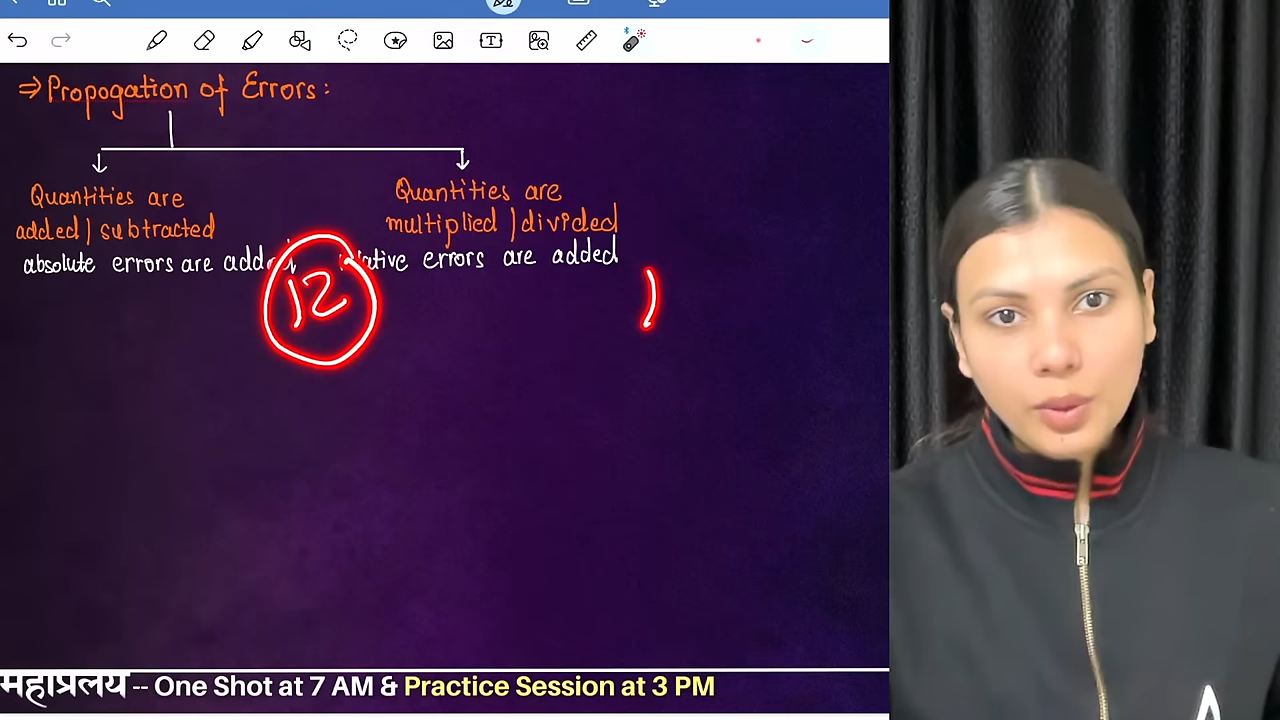 ⇒ Propogation of Errors:
Quantities are
added / subtracted
absolute errors are added
Quantities are
multiplied / divided
errors are added
12
)
महाप्रलय -- One Shot at 7 AM & Practice Session at 3 PM